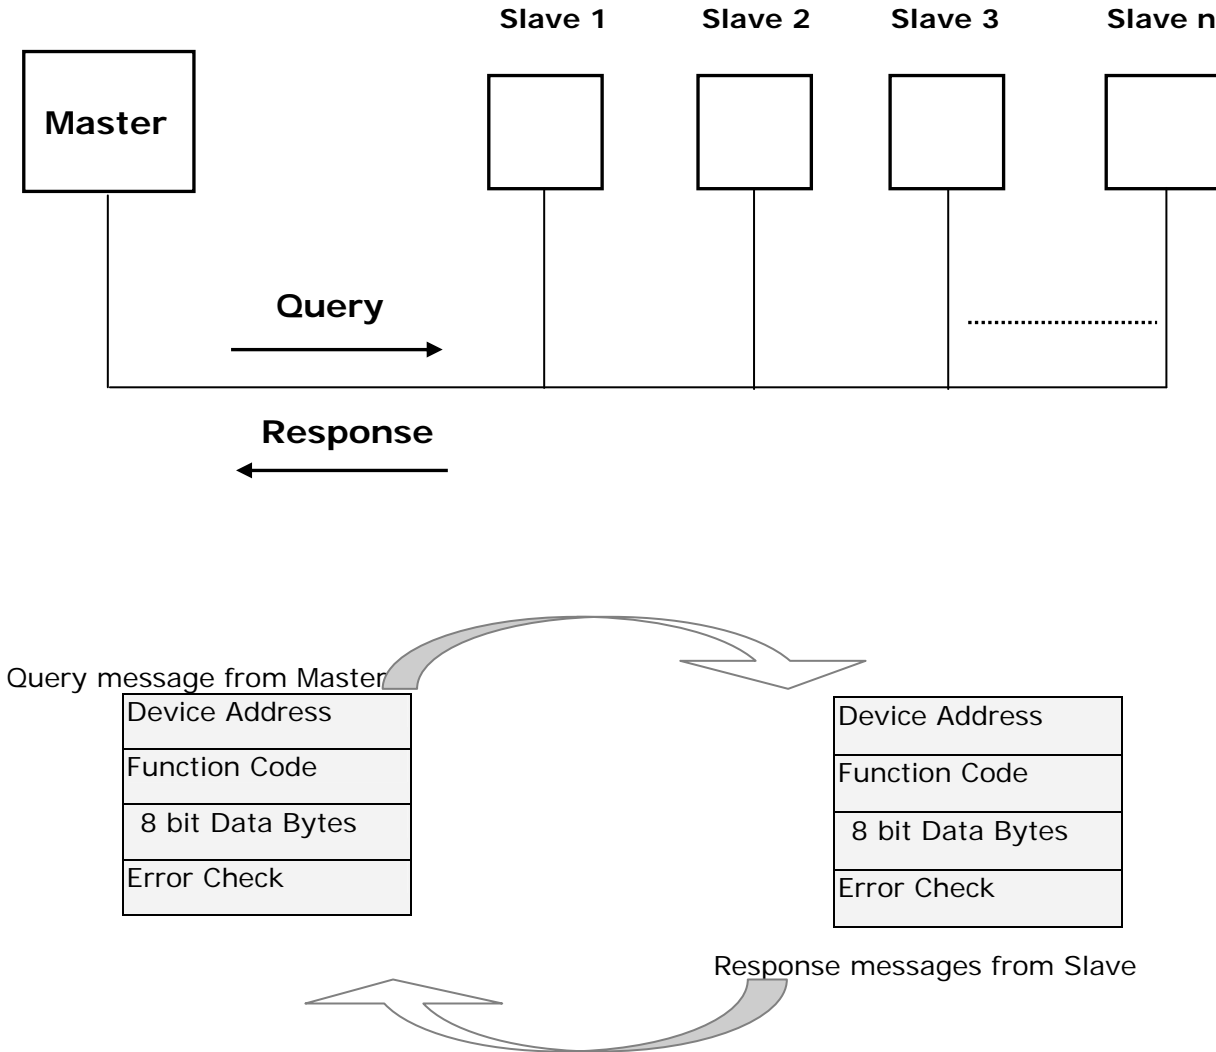 Slave 1 Slave 2 Slave 3 Slave n
Master
Query
Response
Query message from Master
Device Address
Function Code
8 bit Data Bytes
Error Check
Device Address
Function Code
8 bit Data Bytes
Error Check
Response messages from Slave